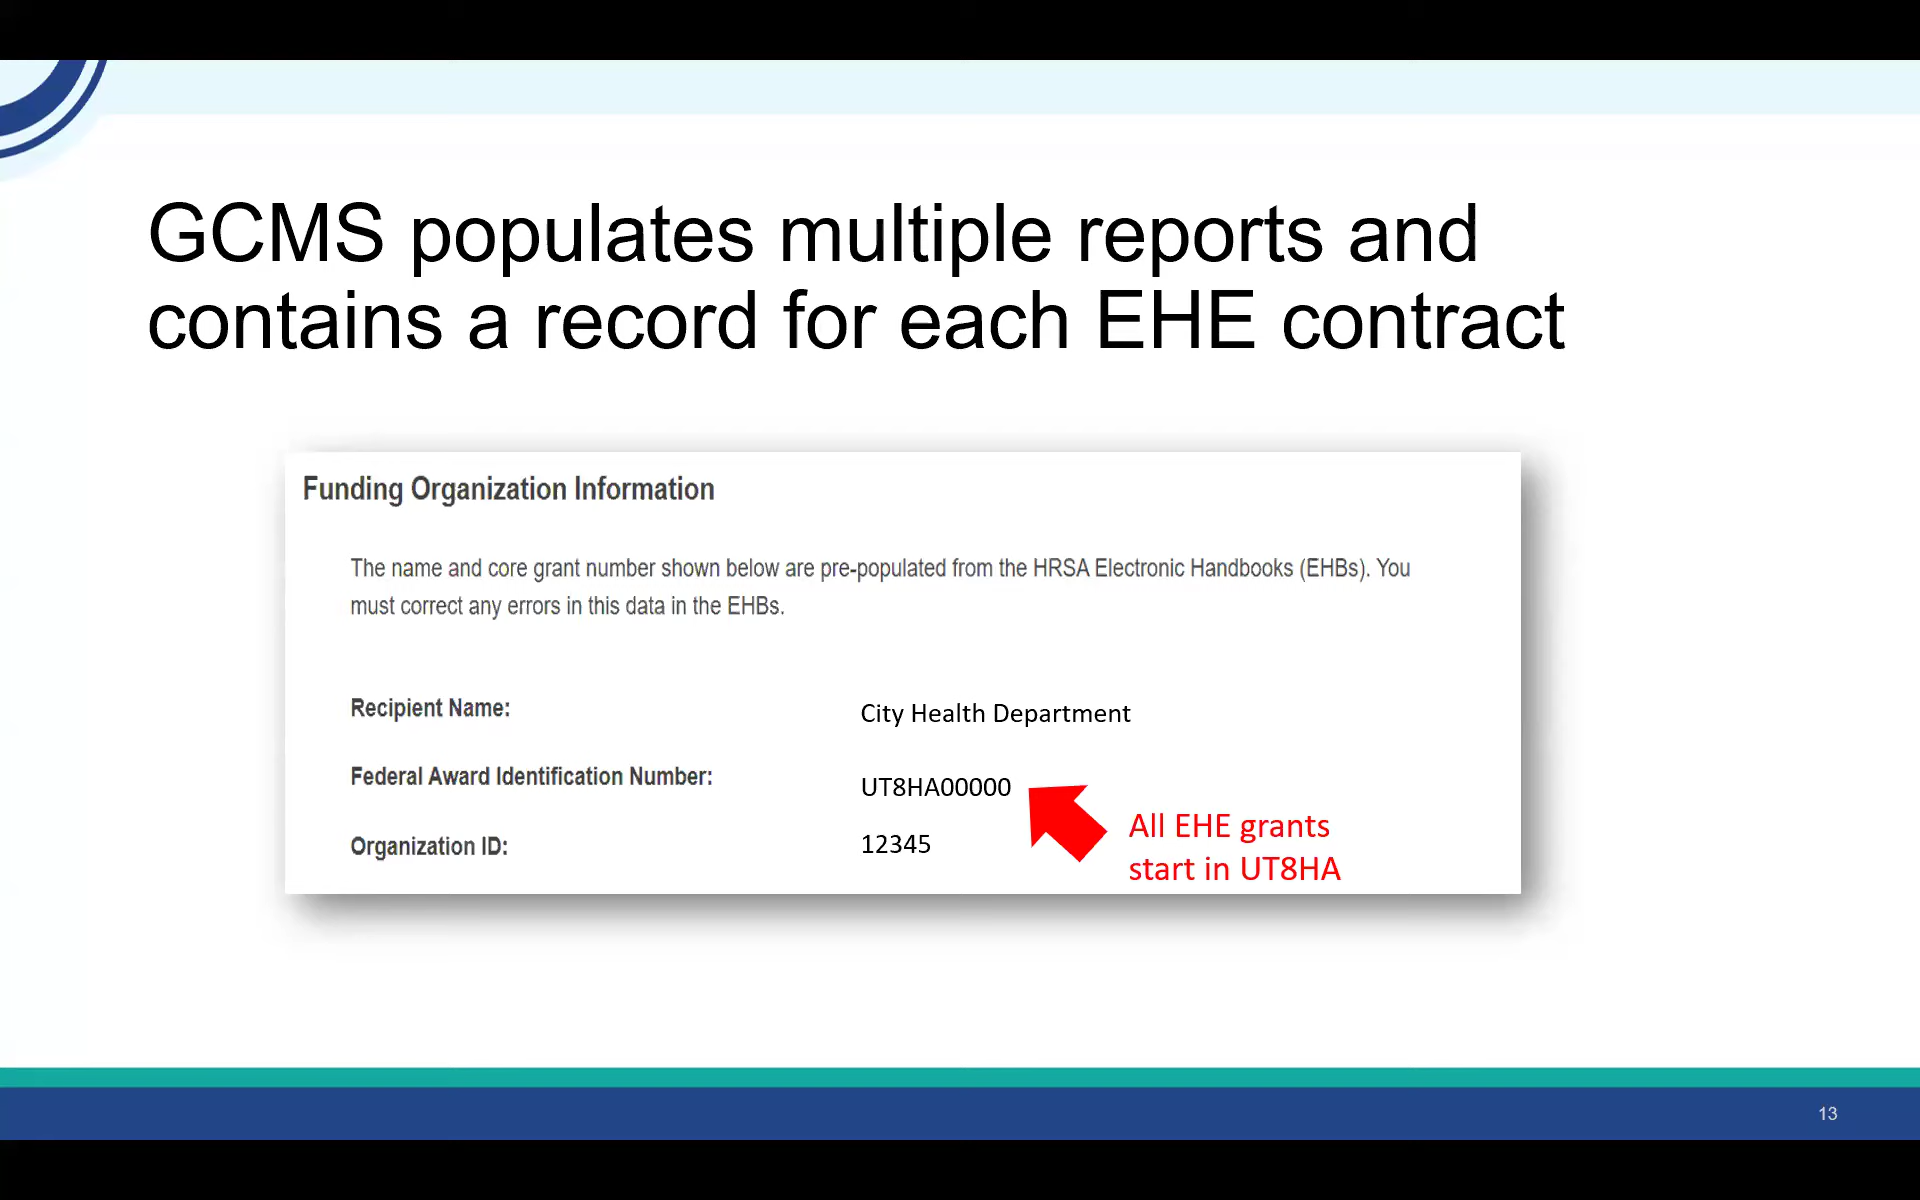 GCMS populates multiple reports and
contains a record for each EHE contract
Funding Organization Information
The name and core grant number shown below are pre-populated from the HRSA Electronic Handbooks (EHBs). You
must correct any errors in this data in the EHBs.
Recipient Name: City Health Department
Federal Award Identification Number: UT8HA00000
Organization ID: 12345
All EHE grants
start in UT8HA
13